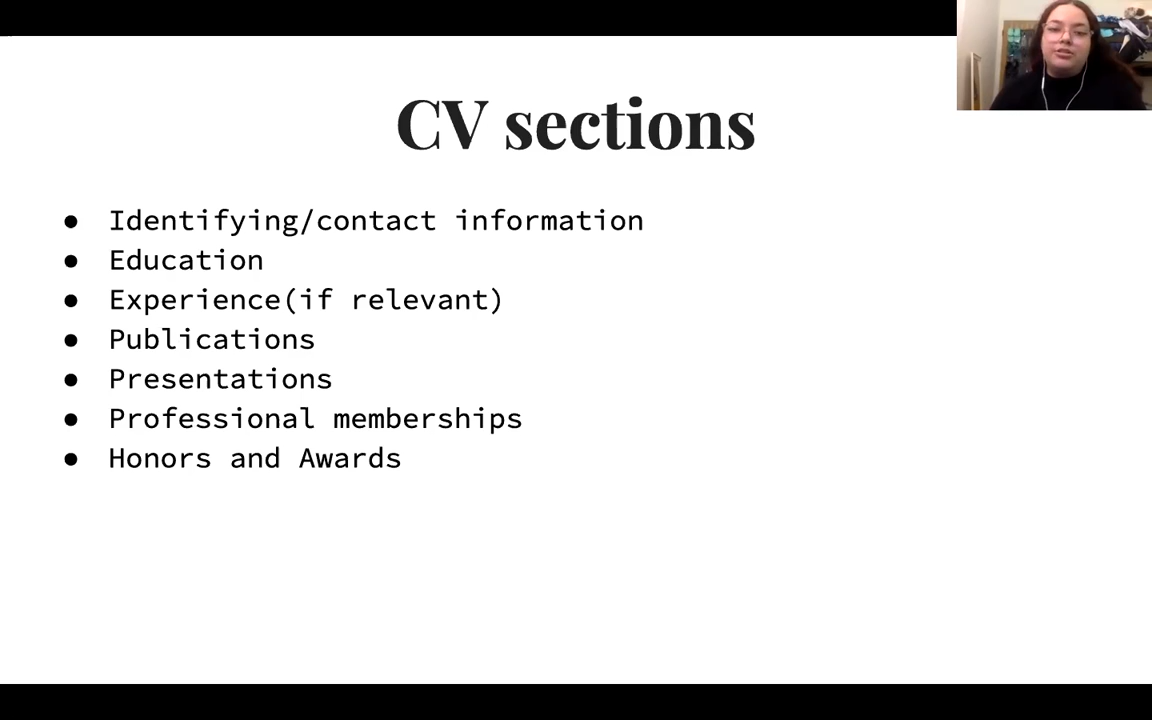 CV sections
● Identifying/contact information
● Education
● Experience(if relevant)
● Publications
● Presentations
● Professional memberships
● Honors and Awards